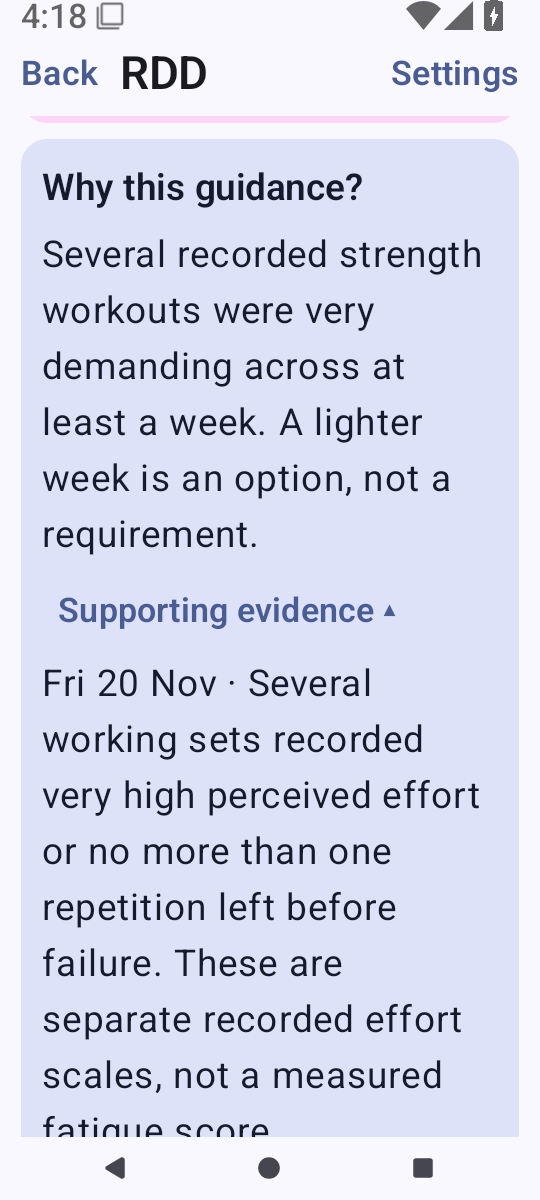 4:18
Back RDD Settings
Why this guidance?
Several recorded strength
workouts were very
demanding across at
least a week. A lighter
week is an option, not a
requirement.
Supporting evidence ▲
Fri 20 Nov · Several
working sets recorded
very high perceived effort
or no more than one
repetition left before
failure. These are
separate recorded effort
scales, not a measured
fatigue score.